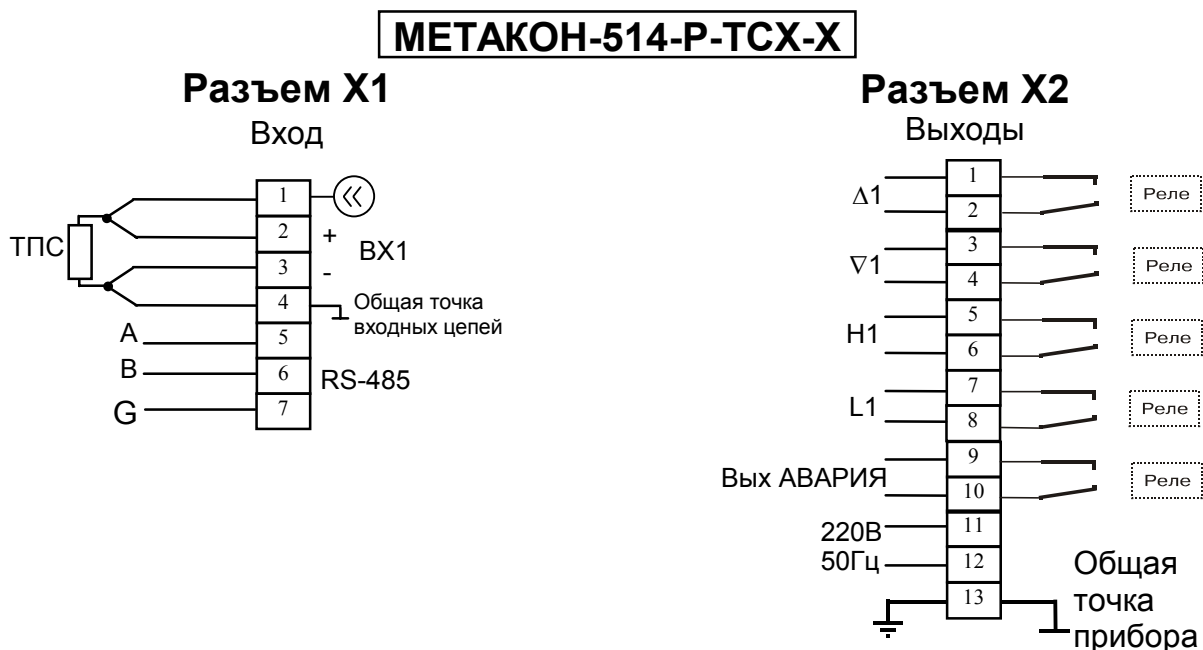 МЕТАКОН-514-Р-ТСХ-Х
Разъем X1
Вход
ТПС
1
2
3
4
5
6
7
+
ВХ1
-
Общая точка
входных цепей
А
В
G
RS-485
Разъем X2
Выходы
Δ1
1
2
Реле
∇1
3
4
Реле
H1
5
6
Реле
L1
7
8
Реле
Вых АВАРИЯ
9
10
Реле
220В
50Гц
11
12
13
Общая
точка
прибора